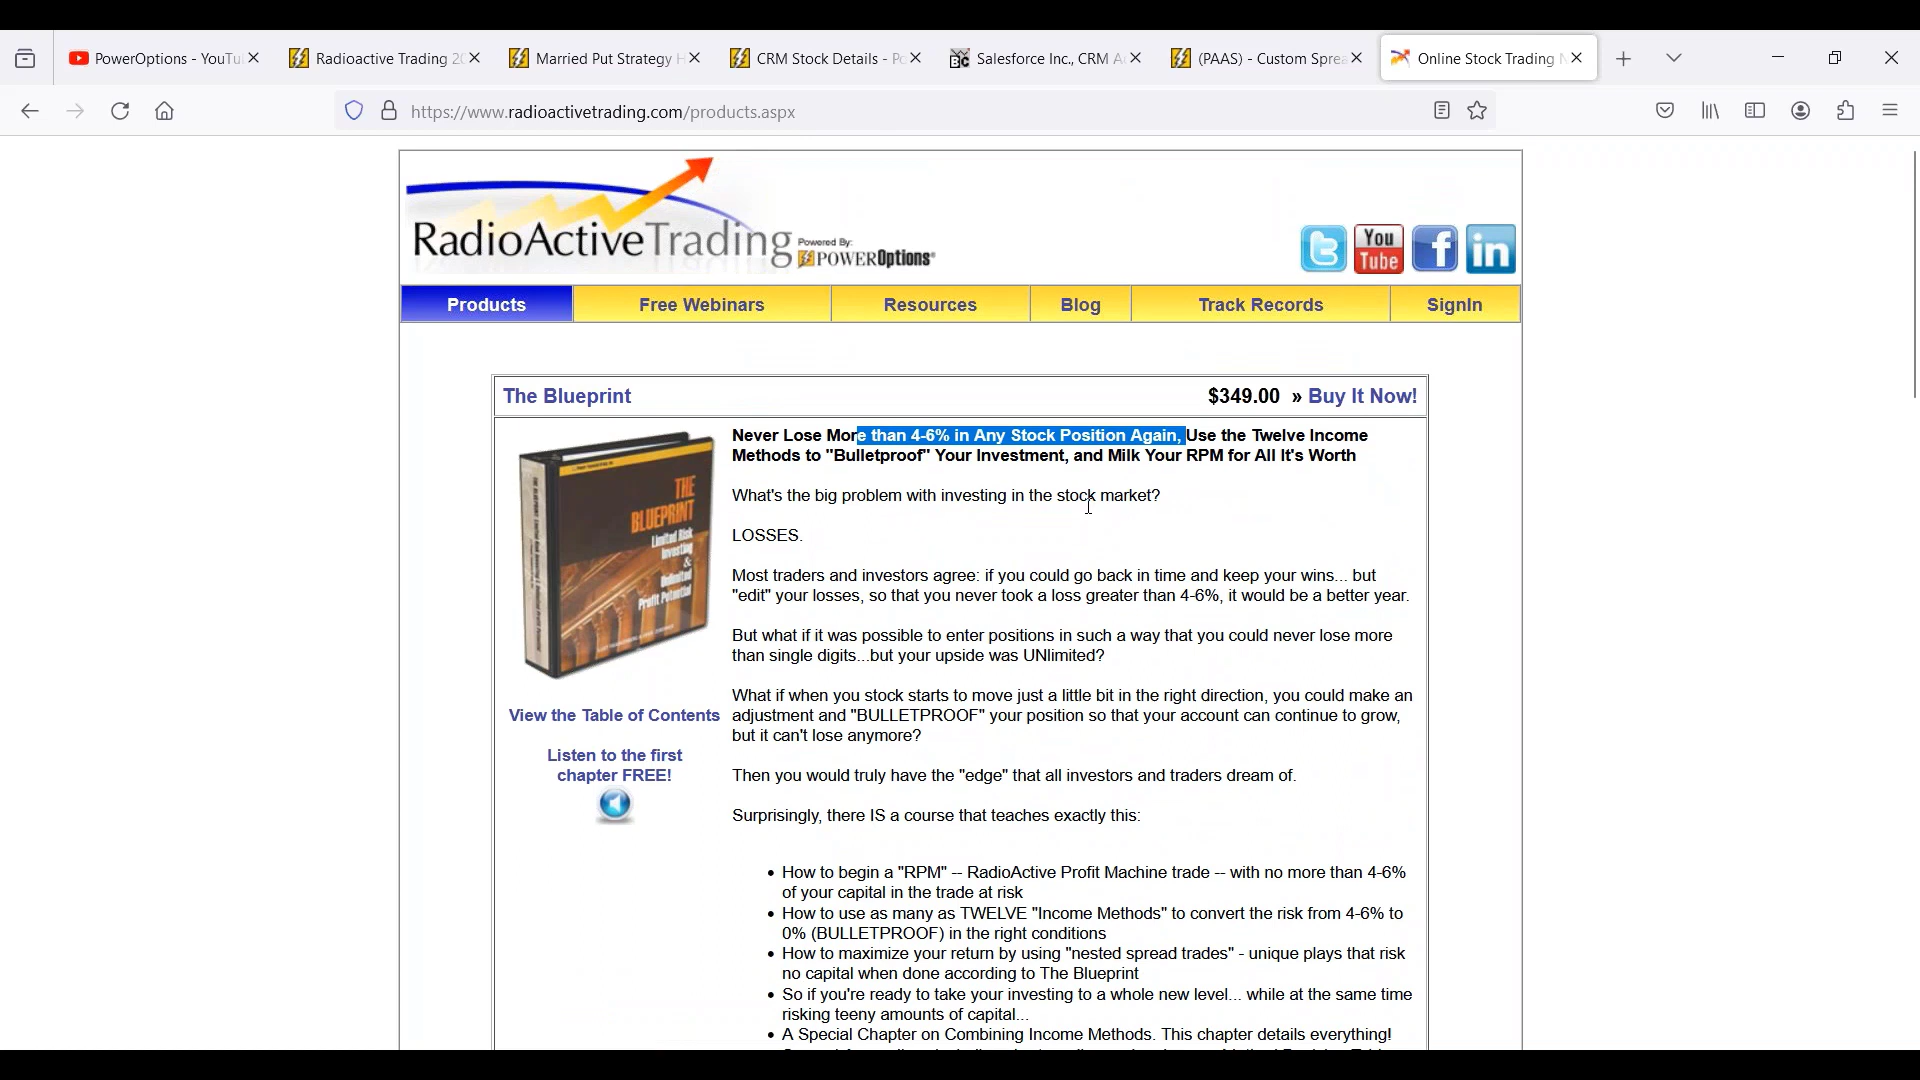 PowerOptions - YouTu
Radioactive Trading 20
Married Put Strategy H
CRM Stock Details - Po
Salesforce Inc., CRM A
(PAAS) - Custom Sprea
Online Stock Trading N
https://www.radioactivetrading.com/products.aspx
RadioActiveTrading
Powered By:
POWEROptions
You
Tube
f
in
Products
Free Webinars
Resources
Blog
Track Records
SignIn
The Blueprint
$349.00 » Buy It Now!
Never Lose More than 4-6% in Any Stock Position Again, Use the Twelve Income
Methods to "Bulletproof" Your Investment, and Milk Your RPM for All It's Worth
What's the big problem with investing in the stock market?
LOSSES.
Most traders and investors agree: if you could go back in time and keep your wins... but
"edit" your losses, so that you never took a loss greater than 4-6%, it would be a better year.
But what if it was possible to enter positions in such a way that you could never lose more
than single digits...but your upside was UNlimited?
What if when you stock starts to move just a little bit in the right direction, you could make an
adjustment and "BULLETPROOF" your position so that your account can continue to grow,
but it can't lose anymore?
Then you would truly have the "edge" that all investors and traders dream of.
Surprisingly, there IS a course that teaches exactly this:
• How to begin a "RPM" -- RadioActive Profit Machine trade -- with no more than 4-6%
of your capital in the trade at risk
• How to use as many as TWELVE "Income Methods" to convert the risk from 4-6% to
0% (BULLETPROOF) in the right conditions
• How to maximize your return by using "nested spread trades" - unique plays that risk
no capital when done according to The Blueprint
• So if you're ready to take your investing to a whole new level... while at the same time
risking teeny amounts of capital...
• A Special Chapter on Combining Income Methods. This chapter details everything!
THE
BLUEPRINT
Limited Risk
Investing
&
Unlimited
Profit Potential
View the Table of Contents
Listen to the first
chapter FREE!